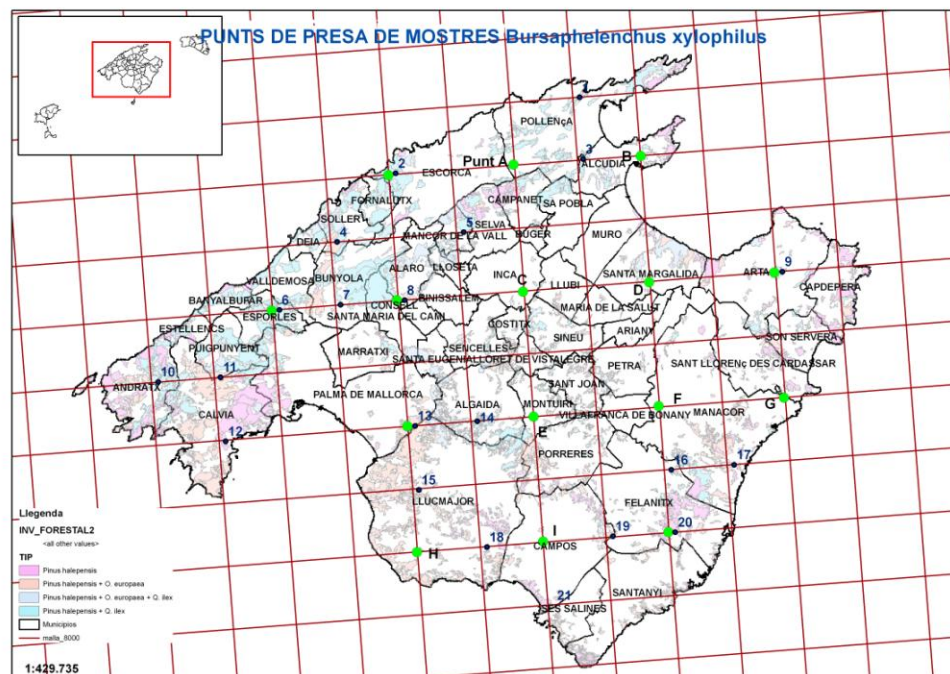 PUNTS DE PRESA DE MOSTRES Bursaphelenchus xylophilus
1
POLLENçA
2
Punt A
3
B
ALCUDIA
ESCORCA
FORNALUTX
CAMPANET
SA POBLA
SOLLER
5
SELVA
MANCOR DE LA VALL
BUGER
MURO
DEIA
4
ALARO
LLOSETA
INCA
LLUBI
SANTA MARGALIDA
ARTA
9
VALLDEMOSA
BUNYOLA
C
D
CAPDEPERA
BANYALBUFAR
6
7
8
CONSELL
BINISSALEM
MARIA DE LA SALUT
ESPORLES
SANTA MARIA DEL CAMI
COSTITX
ARIANY
ESTELLENCS
SINEU
SON SERVERA
PUIGPUNYENT
MARRATXI
SENCELLES
SANTA EUGENIA
LLORET DE VISTALEGRE
PETRA
SANT LLORENç DES CARDASSAR
10
11
ANDRATX
SANT JOAN
PALMA DE MALLORCA
ALGAIDA
MONTUIRI
F
G
CALVIA
13
14
VILLAFRANCA DE BONANY
MANACOR
12
E
PORRERES
16
17
15
LLUCMAJOR
FELANITX
H
18
I
CAMPOS
19
20
21
SES SALINES
SANTANYI
Llegenda
INV_FORESTAL2
<all other values>
TIP
Pinus halepensis
Pinus halepensis + O. europaea
Pinus halepensis + O. europaea + Q. ilex
Pinus halepensis + Q. ilex
Municipios
malla_8000
1:429.735